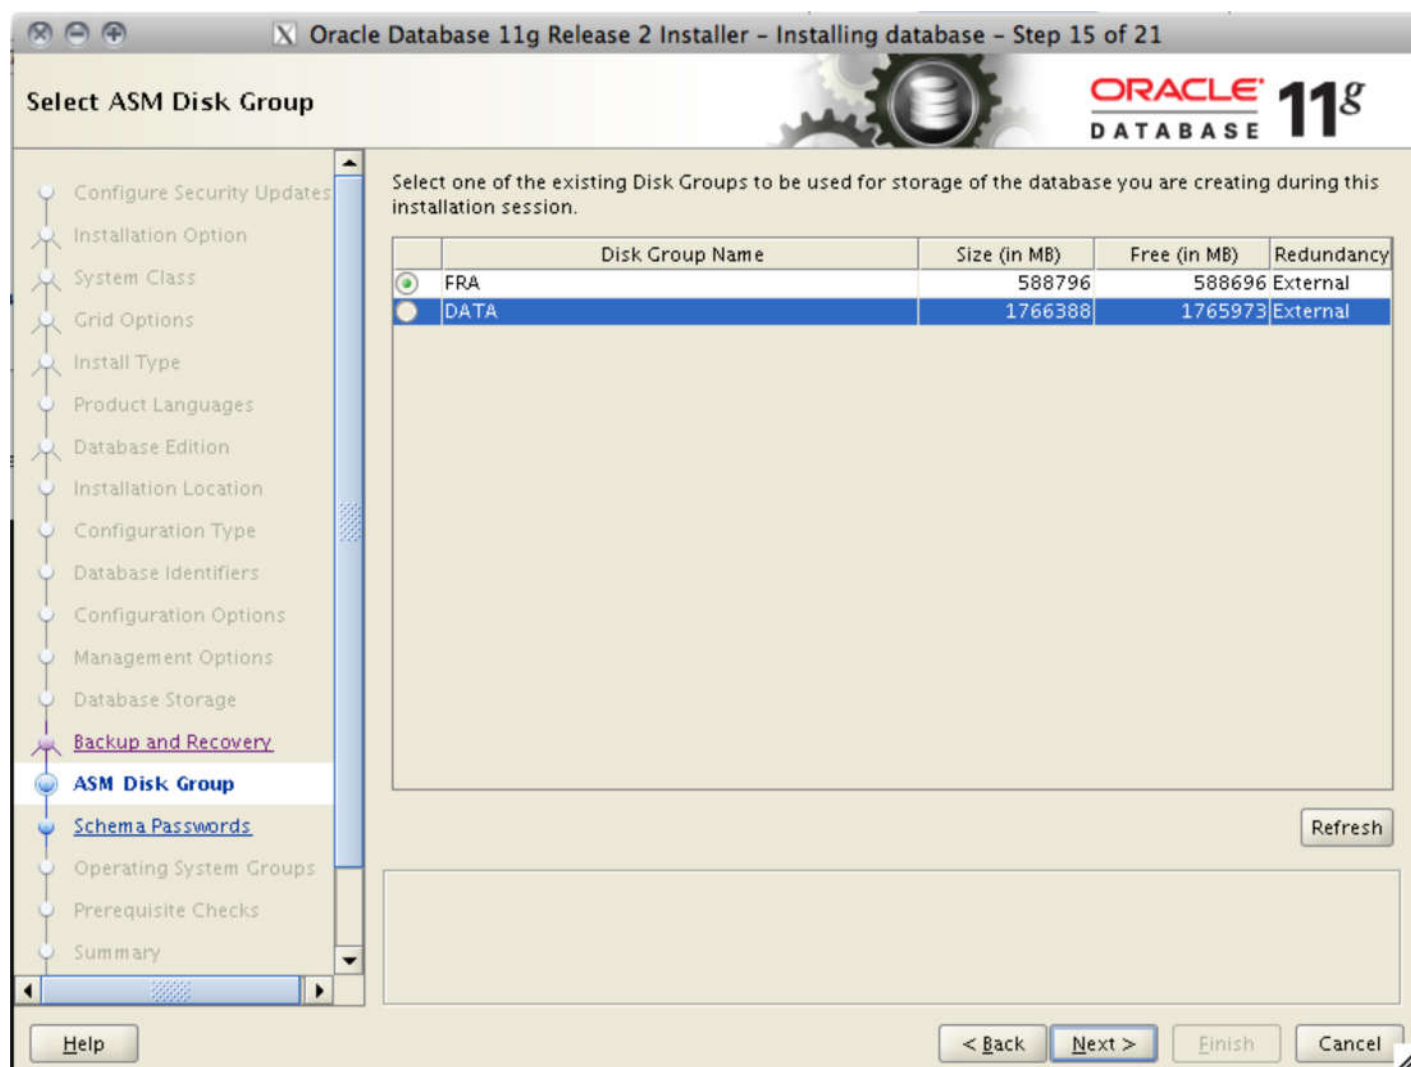 X Oracle Database 11g Release 2 Installer – Installing database – Step 15 of 21
Select ASM Disk Group
ORACLE 11g
DATABASE
Configure Security Updates
Installation Option
System Class
Grid Options
Install Type
Product Languages
Database Edition
Installation Location
Configuration Type
Database Identifiers
Configuration Options
Management Options
Database Storage
Backup and Recovery
ASM Disk Group
Schema Passwords
Operating System Groups
Prerequisite Checks
Summary
Select one of the existing Disk Groups to be used for storage of the database you are creating during this
installation session.
Disk Group Name Size (in MB) Free (in MB) Redundancy
FRA 588796 588696 External
DATA 1766388 1765973 External
Refresh
Help < Back Next > Finish Cancel